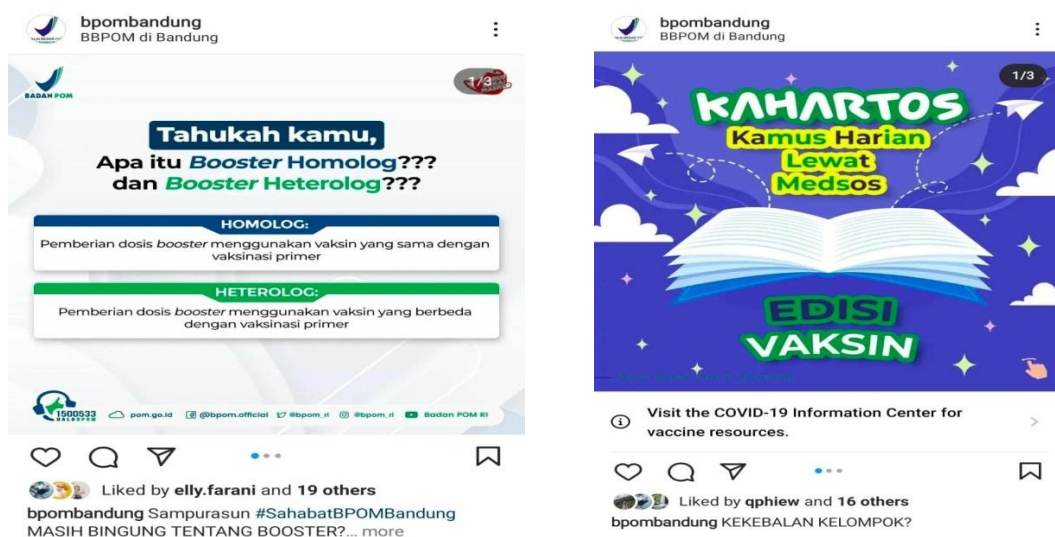 bpombandung
BBPOM di Bandung
BADAN POM
1/3
Tahukah kamu,
Apa itu Booster Homolog???
dan Booster Heterolog???
HOMOLOG:
Pemberian dosis booster menggunakan vaksin yang sama dengan
vaksinasi primer
HETEROLOG:
Pemberian dosis booster menggunakan vaksin yang berbeda
dengan vaksinasi primer
1500533
HALOBPOM
pom.go.id
@bpom.official
@bpom_ri
@bpom_ri
Badan POM RI
Liked by elly.farani and 19 others
bpombandung Sampurasun #SahabatBPOMBandung
MASIH BINGUNG TENTANG BOOSTER?... more
bpombandung
BBPOM di Bandung
1/3
KAHARTOS
Kamus Harian
Lewat
Medsos
EDISI
VAKSIN
Visit the COVID-19 Information Center for
vaccine resources.
Liked by qphiew and 16 others
bpombandung KEKEBALAN KELOMPOK?